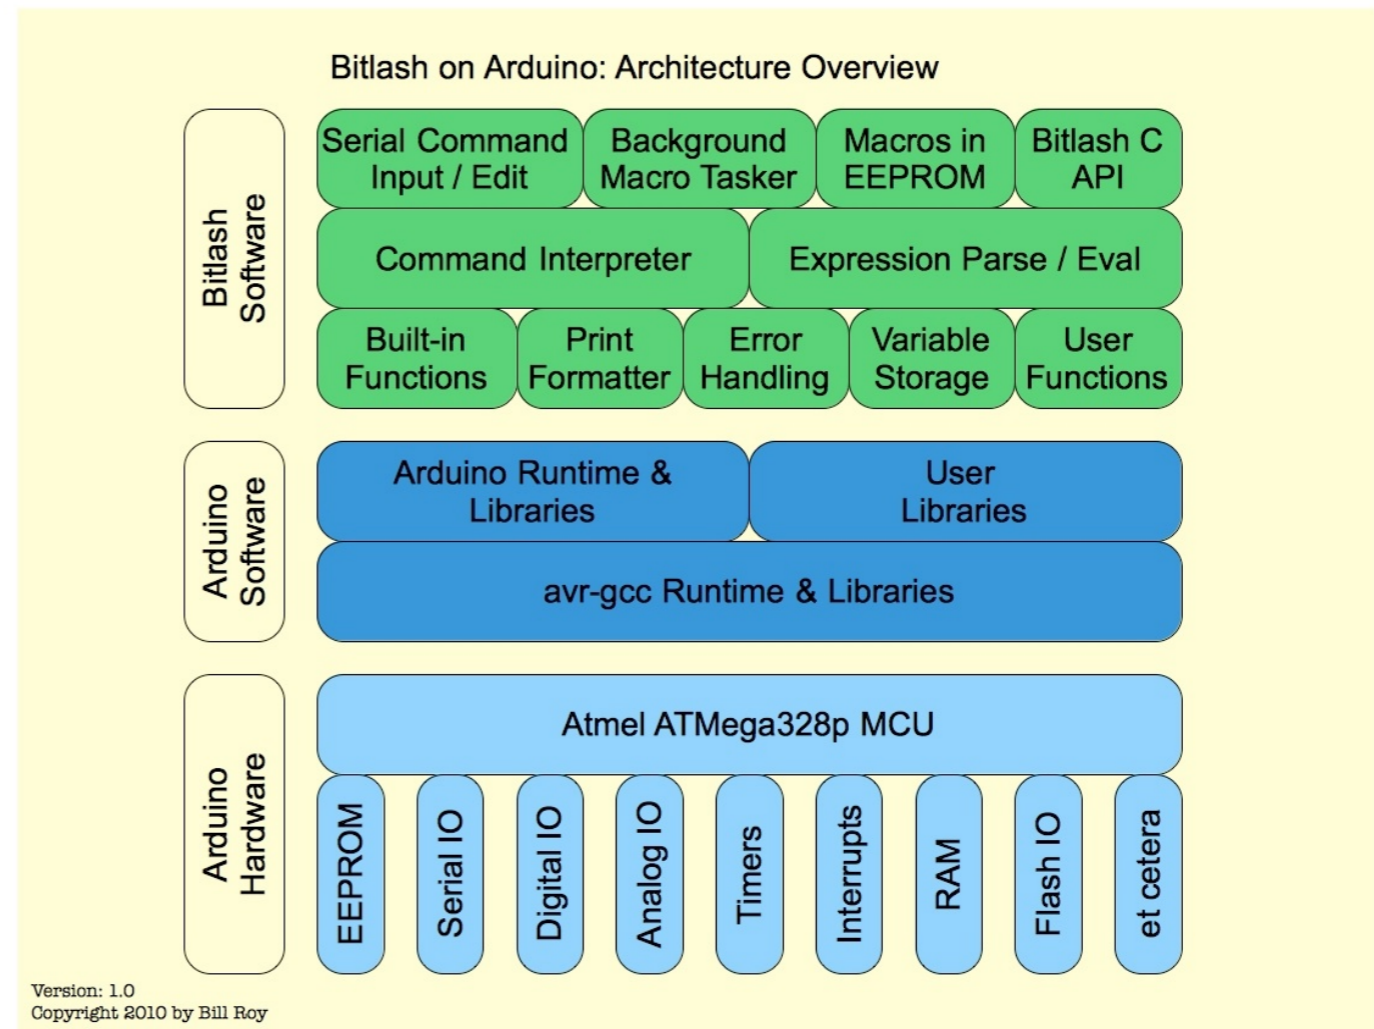 Bitlash on Arduino: Architecture Overview
Bitlash
Software
Serial Command
Input / Edit
Background
Macro Tasker
Macros in
EEPROM
Bitlash C
API
Command Interpreter
Expression Parse / Eval
Built-in
Functions
Print
Formatter
Error
Handling
Variable
Storage
User
Functions
Arduino
Software
Arduino Runtime &
Libraries
User
Libraries
avr-gcc Runtime & Libraries
Arduino
Hardware
Atmel ATMega328p MCU
EEPROM
Serial IO
Digital IO
Analog IO
Timers
Interrupts
RAM
Flash IO
et cetera
Version: 1.0
Copyright 2010 by Bill Roy